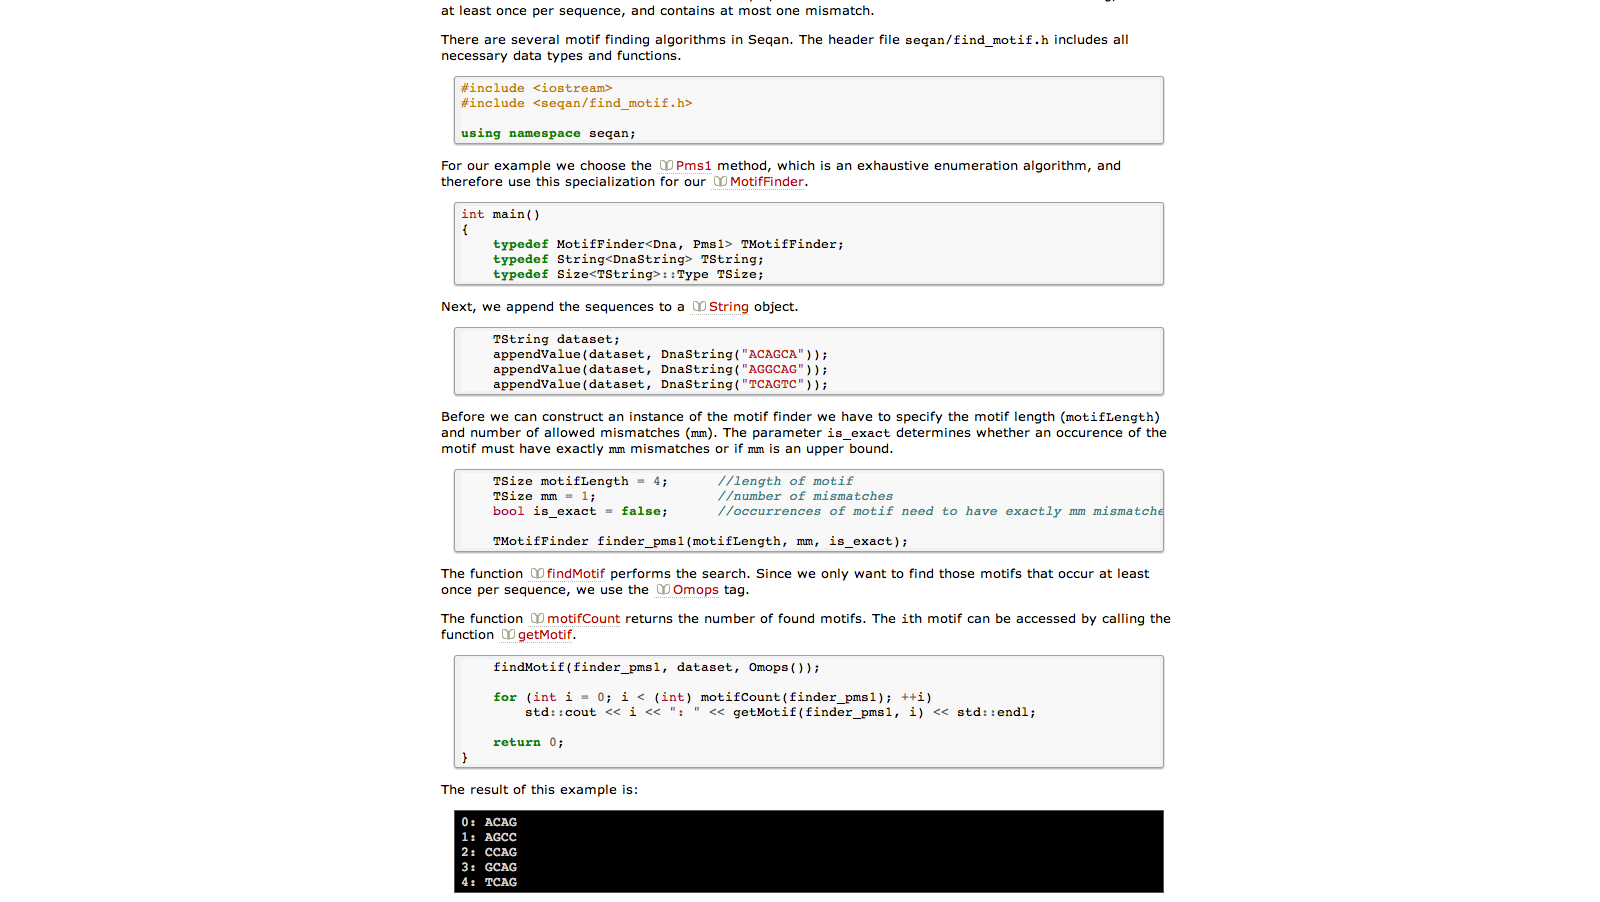 at least once per sequence, and contains at most one mismatch.
There are several motif finding algorithms in Seqan. The header file seqan/find_motif.h includes all
necessary data types and functions.
#include <iostream>
#include <seqan/find_motif.h>
using namespace seqan;
For our example we choose the Pms1 method, which is an exhaustive enumeration algorithm, and
therefore use this specialization for our MotifFinder.
int main()
{
    typedef MotifFinder<Dna, Pms1> TMotifFinder;
    typedef String<DnaString> TString;
    typedef Size<TString>::Type TSize;
Next, we append the sequences to a String object.
    TString dataset;
    appendValue(dataset, DnaString("ACAGCA"));
    appendValue(dataset, DnaString("AGGCAG"));
    appendValue(dataset, DnaString("TCAGTC"));
Before we can construct an instance of the motif finder we have to specify the motif length (motifLength)
and number of allowed mismatches (mm). The parameter is_exact determines whether an occurence of the
motif must have exactly mm mismatches or if mm is an upper bound.
    TSize motifLength = 4;      //length of motif
    TSize mm = 1;               //number of mismatches
    bool is_exact = false;      //occurrences of motif need to have exactly mm mismatche
    TMotifFinder finder_pms1(motifLength, mm, is_exact);
The function findMotif performs the search. Since we only want to find those motifs that occur at least
once per sequence, we use the Omops tag.
The function motifCount returns the number of found motifs. The ith motif can be accessed by calling the
function getMotif.
    findMotif(finder_pms1, dataset, Omops());
    for (int i = 0; i < (int) motifCount(finder_pms1); ++i)
        std::cout << i << ": " << getMotif(finder_pms1, i) << std::endl;
    return 0;
}
The result of this example is:
0: ACAG
1: AGCC
2: CCAG
3: GCAG
4: TCAG